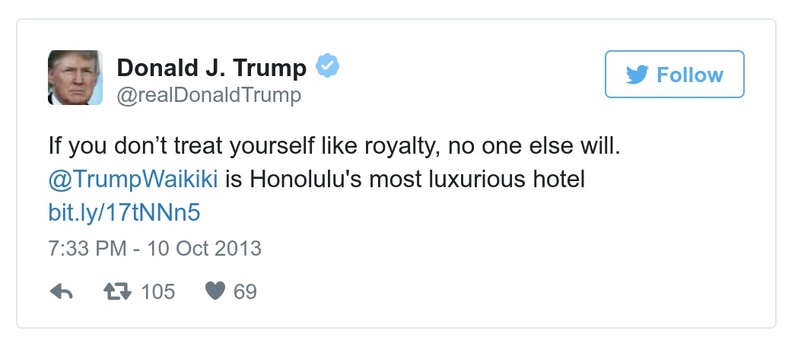 Donald J. Trump
@realDonaldTrump
Follow
If you don’t treat yourself like royalty, no one else will.
@TrumpWaikiki is Honolulu's most luxurious hotel
bit.ly/17tNNn5
7:33 PM - 10 Oct 2013
105 69